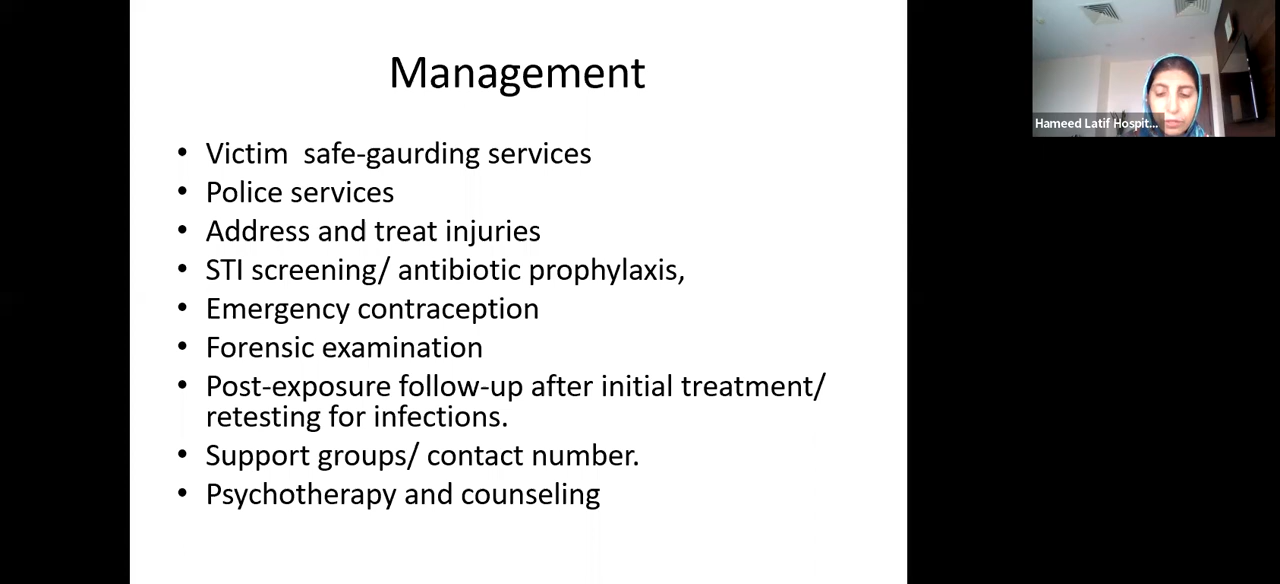 Management
Hameed Latif Hospit...
• Victim safe-gaurding services
• Police services
• Address and treat injuries
• STI screening/ antibiotic prophylaxis,
• Emergency contraception
• Forensic examination
• Post-exposure follow-up after initial treatment/
retesting for infections.
• Support groups/ contact number.
• Psychotherapy and counseling